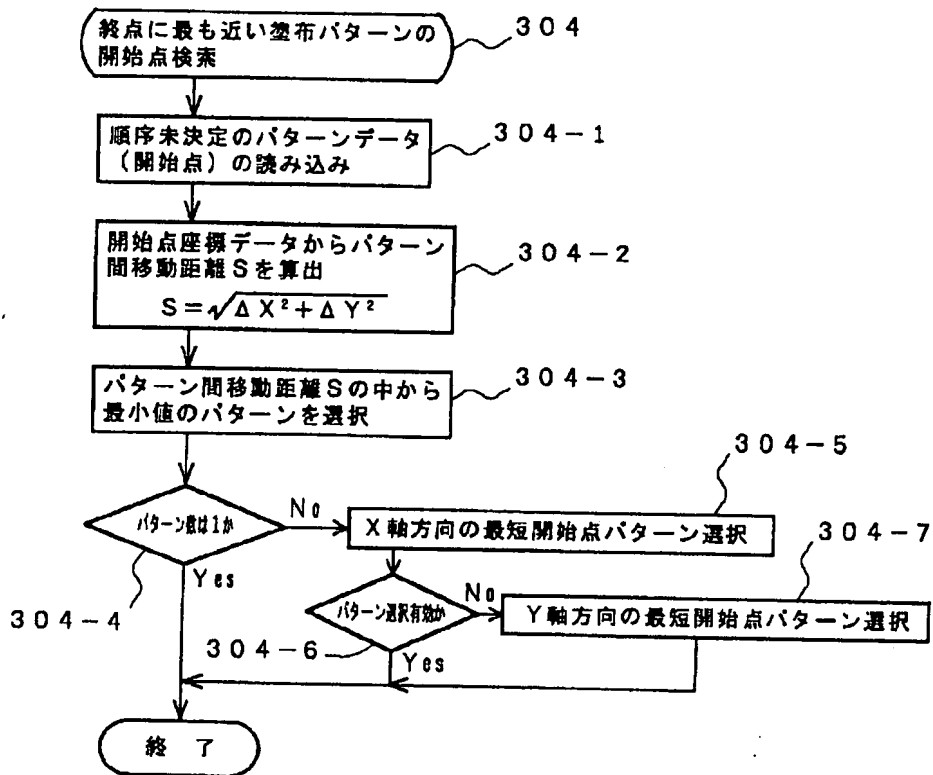 終点に最も近い塗布パターンの
開始点検索
304
順序未決定のパターンデータ
(開始点)の読み込み
304-1
開始点座標データからパターン
間移動距離Sを算出
S=√ΔX²+ΔY²
304-2
パターン間移動距離Sの中から
最小値のパターンを選択
304-3
パターン数は1か
No
Yes
304-4
X軸方向の最短開始点パターン選択
304-5
パターン選択有効か
No
Yes
304-6
Y軸方向の最短開始点パターン選択
304-7
終了